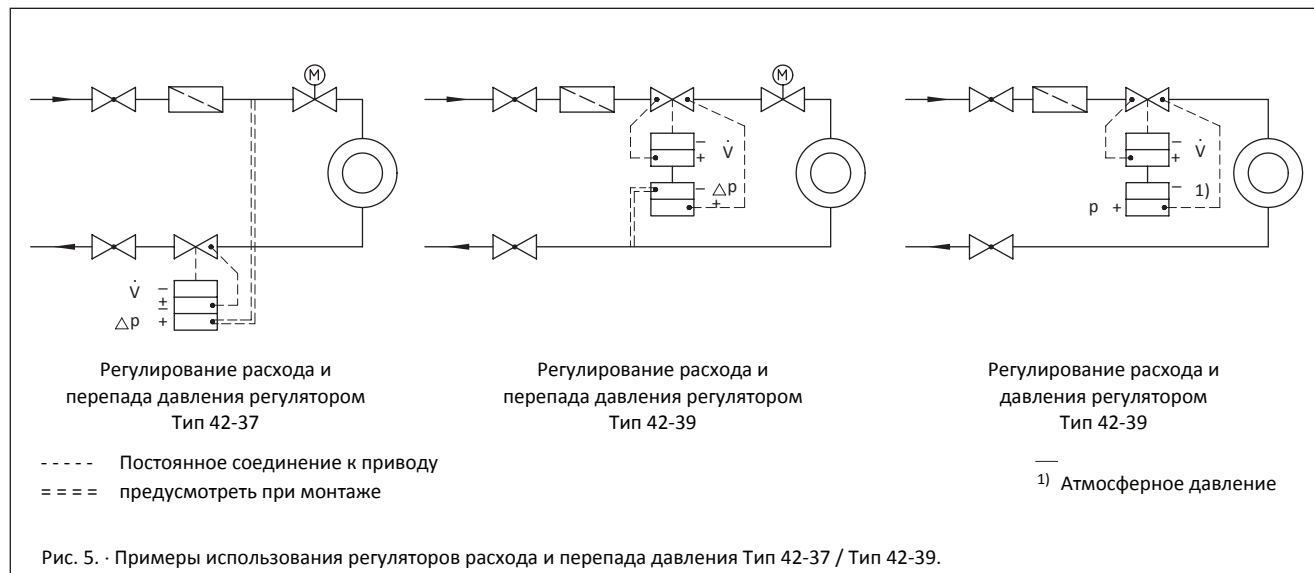 M
V̇
–
+
–
+
△p
Регулирование расхода и
перепада давления регулятором
Тип 42-37
M
–
+
V̇
–
△p
+
Регулирование расхода и
перепада давления регулятором
Тип 42-39
–
+
V̇
–
1)
p +
Регулирование расхода и
давления регулятором
Тип 42-39
- - - - - Постоянное соединение к приводу
= = = = предусмотреть при монтаже
1) Атмосферное давление
Рис. 5. · Примеры использования регуляторов расхода и перепада давления Тип 42-37 / Тип 42-39.